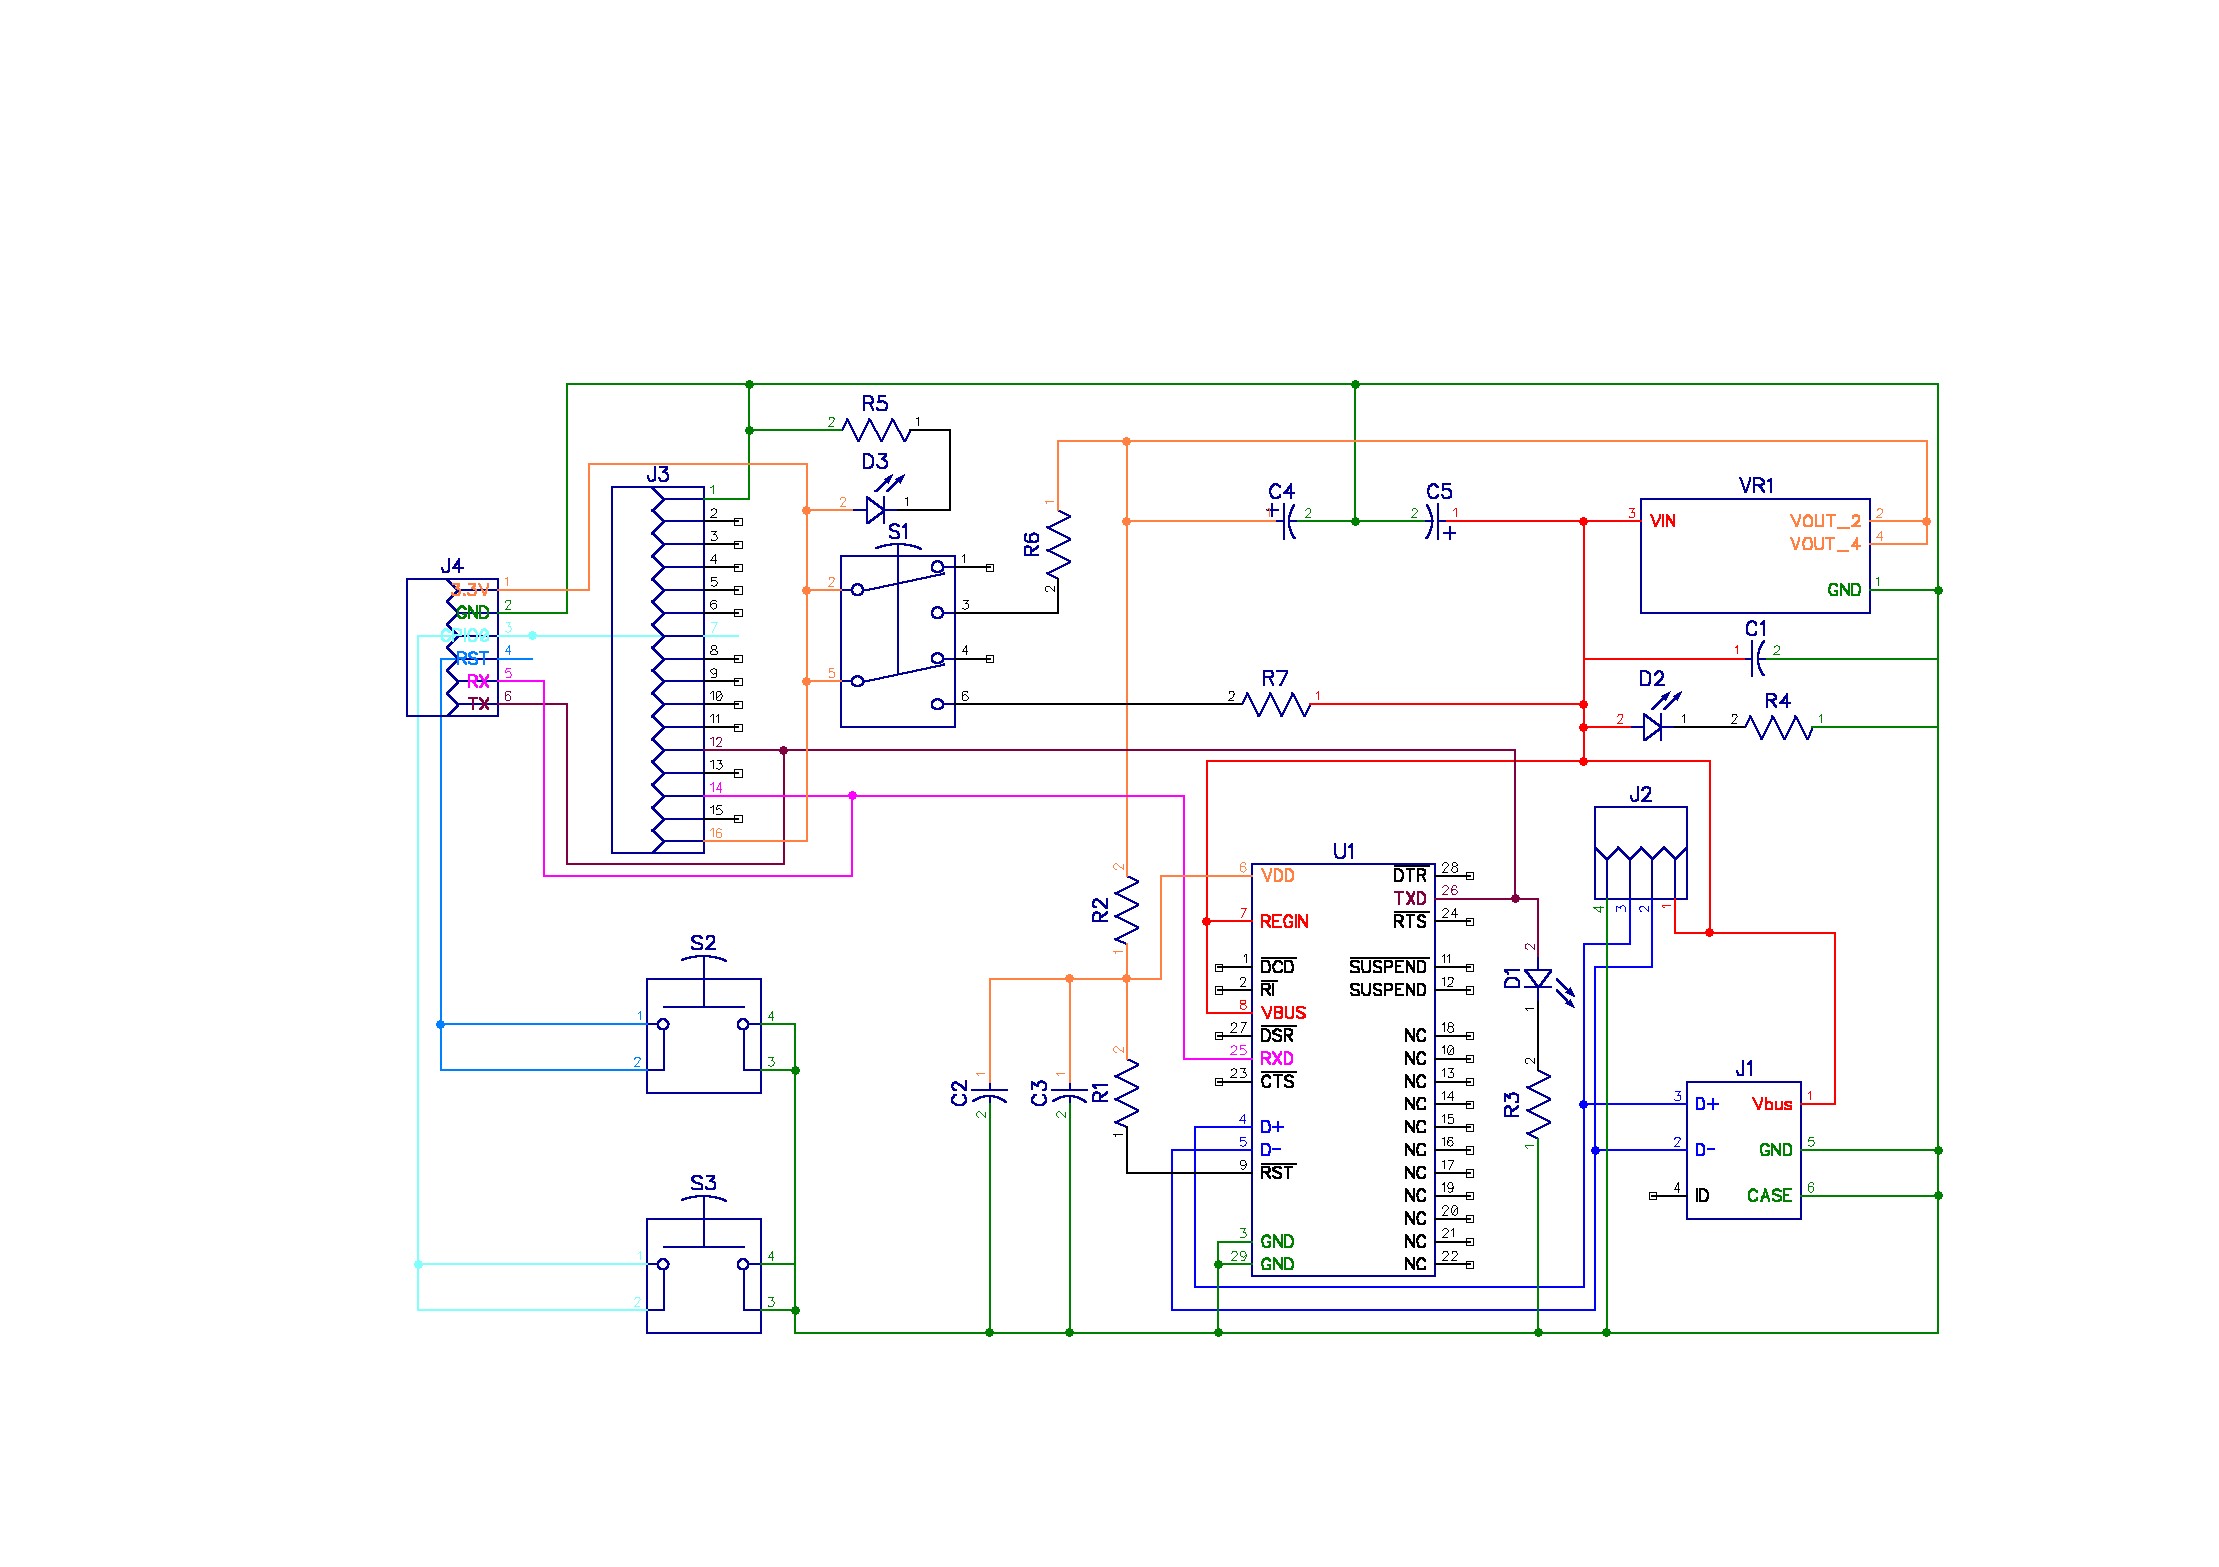 R5
2 1
D3
2 1
J3
1
2
3
4
5
6
7
8
9
10
11
12
13
14
15
16
J4
3.3V 1
GND 2
GPIO0 3
RST 4
RX 5
TX 6
S1
2 1
3
5 4
6
R6
1
2
C4
+ 1 2
C5
2 1 +
VR1
3 VIN
VOUT_2 2
VOUT_4 4
GND 1
C1
1 2
D2
2 1
R4
2 1
R7
2 1
J2
4 3 2 1
U1
6 VDD DTR 28
TXD 26
7 REGIN RTS 24
1 DCD SUSPEND 11
2 RI SUSPEND 12
8 VBUS
27 DSR NC 18
25 RXD NC 10
23 CTS NC 13
NC 14
4 D+ NC 15
5 D- NC 16
9 RST NC 17
NC 19
NC 20
3 GND NC 21
29 GND NC 22
R2
2
1
R1
2
1
C2
1
2
C3
1
2
D1
2
1
R3
2
1
J1
3 D+ Vbus 1
2 D- GND 5
4 ID CASE 6
S2
1 4
2 3
S3
1 4
2 3